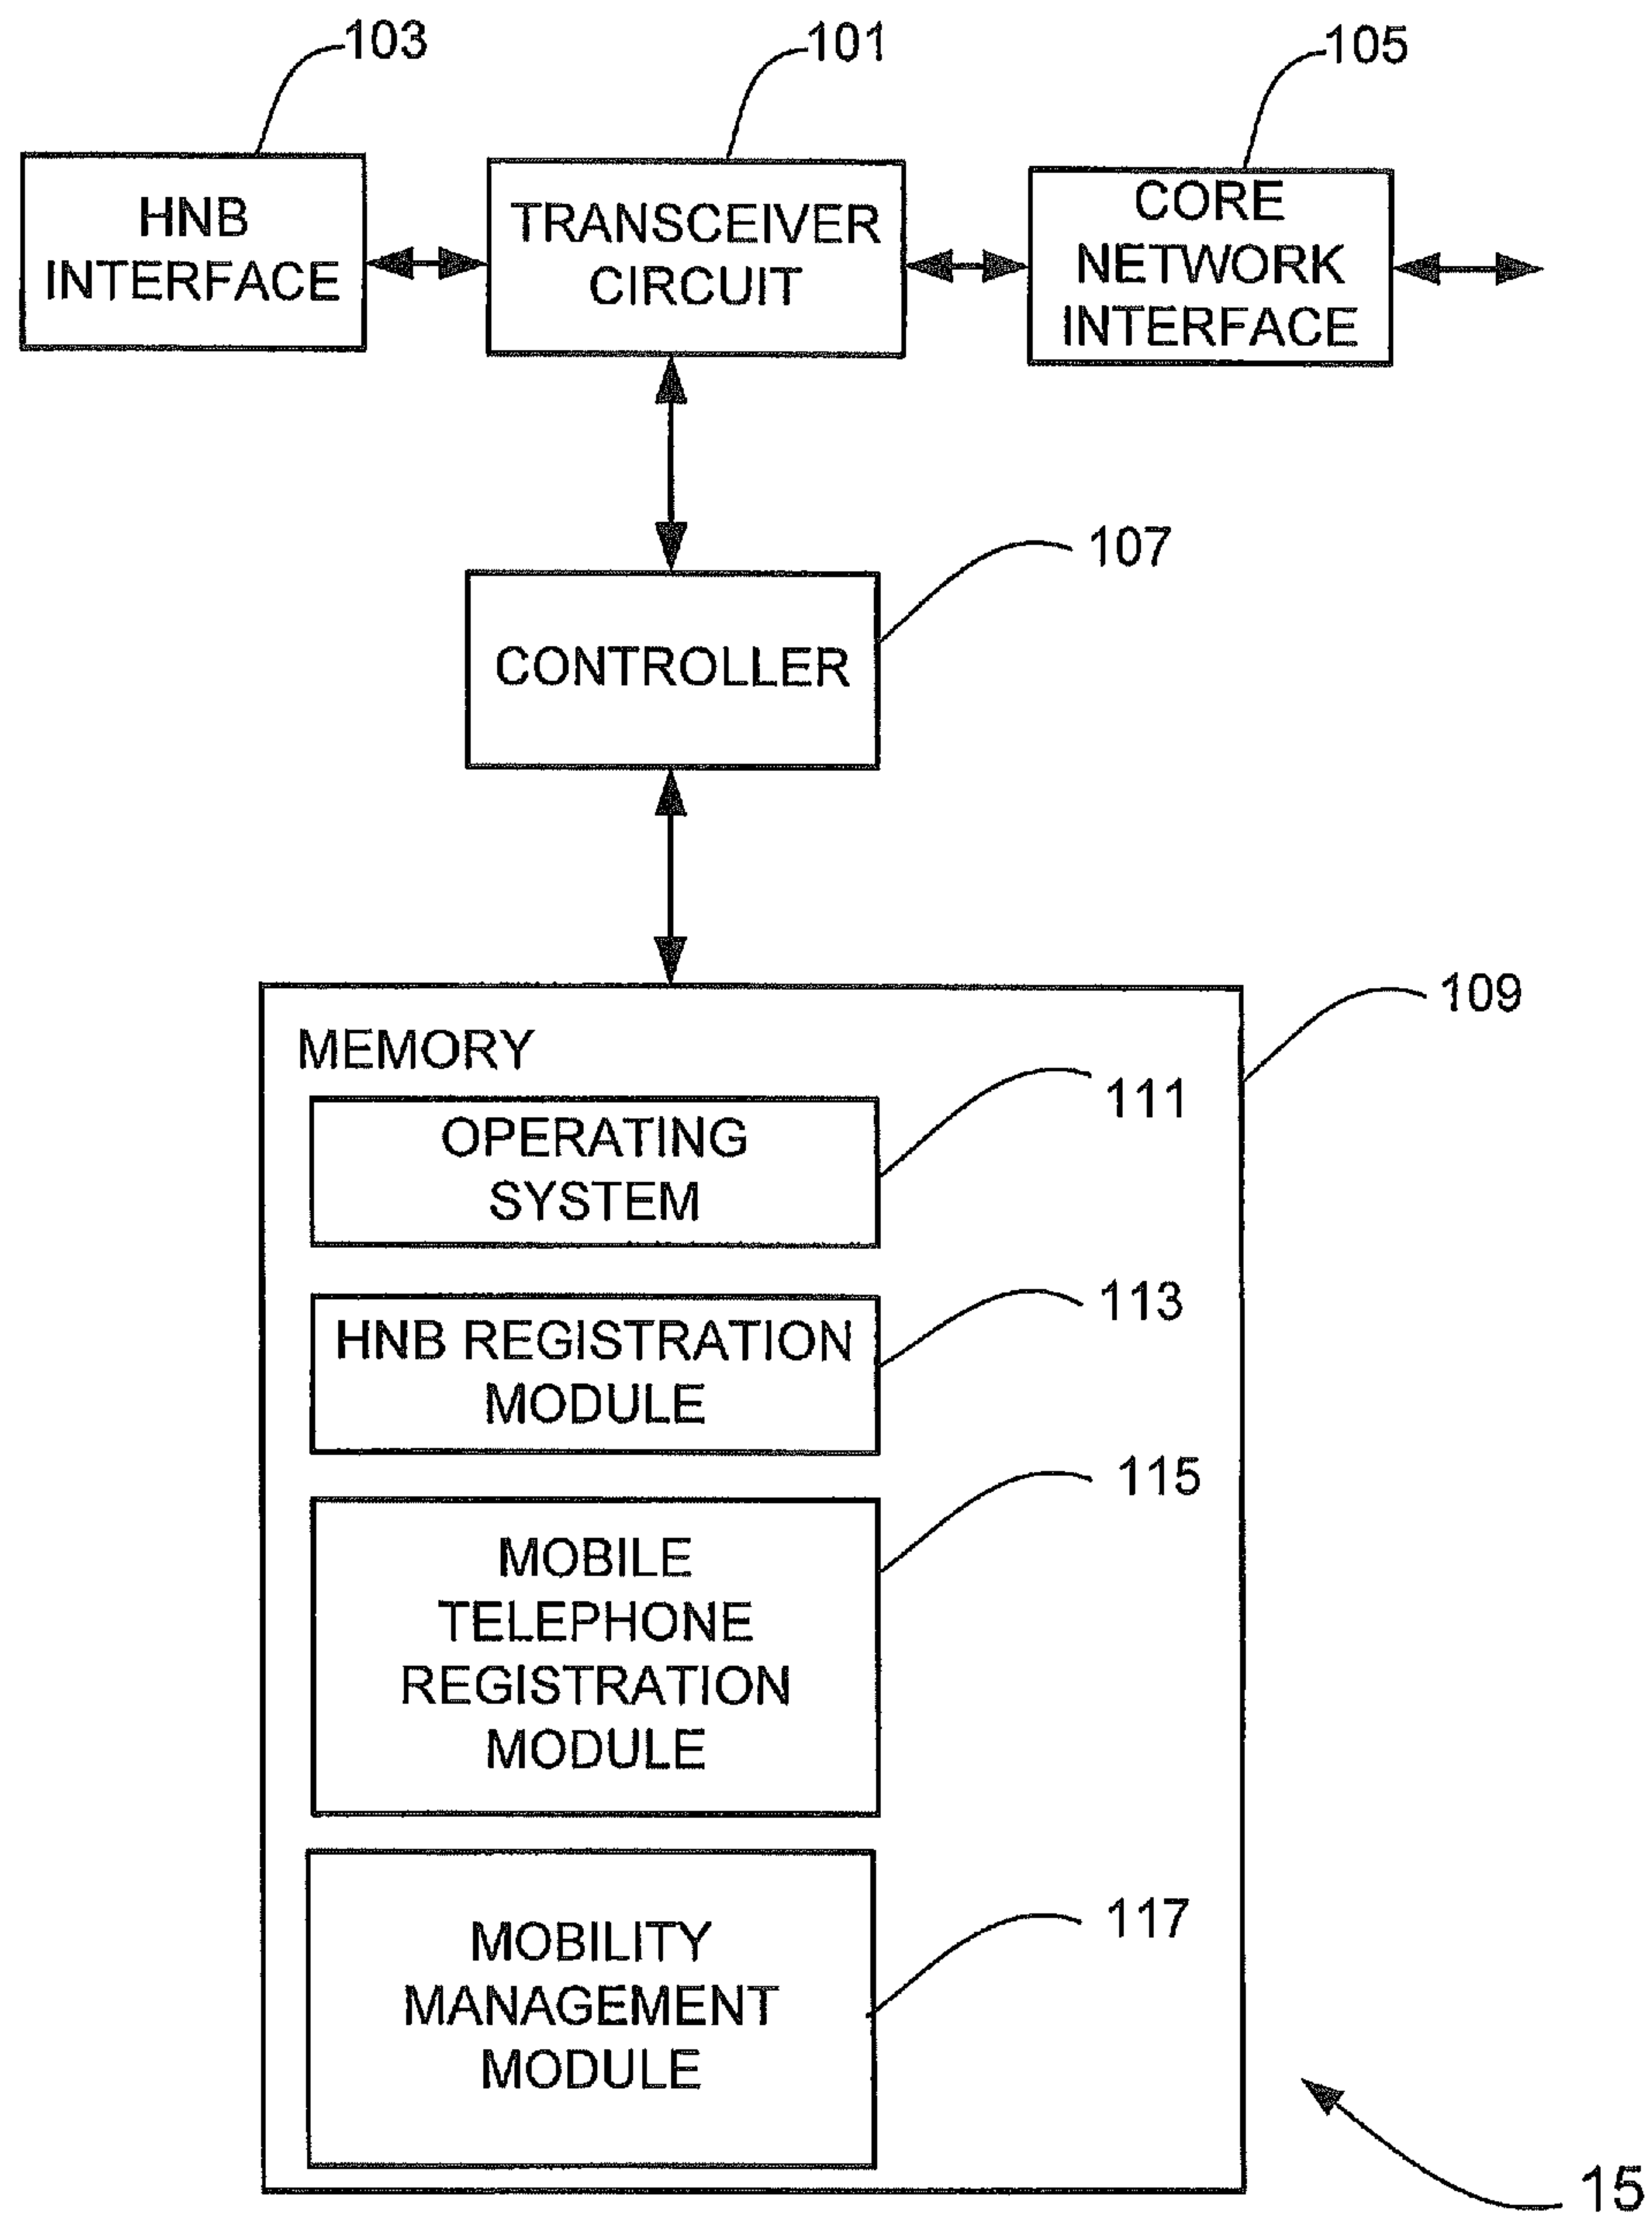 103
101
105
HNB
INTERFACE
TRANSCEIVER
CIRCUIT
CORE
NETWORK
INTERFACE
107
CONTROLLER
109
MEMORY
111
OPERATING
SYSTEM
113
HNB REGISTRATION
MODULE
115
MOBILE
TELEPHONE
REGISTRATION
MODULE
117
MOBILITY
MANAGEMENT
MODULE
15